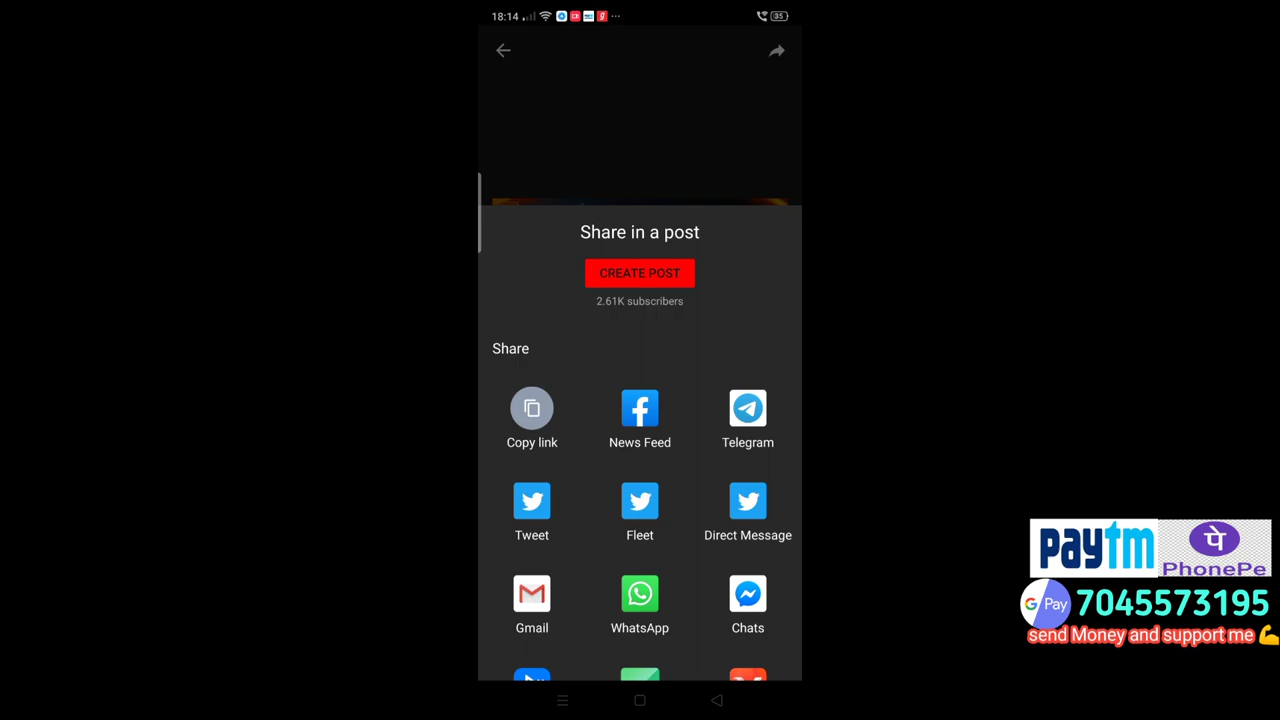 18:14
35
Share in a post
CREATE POST
2.61K subscribers
Share
Copy link
News Feed
Telegram
Tweet
Fleet
Direct Message
Gmail
WhatsApp
Chats
paytm
पे
PhonePe
G Pay 7045573195
send Money and support me 💪